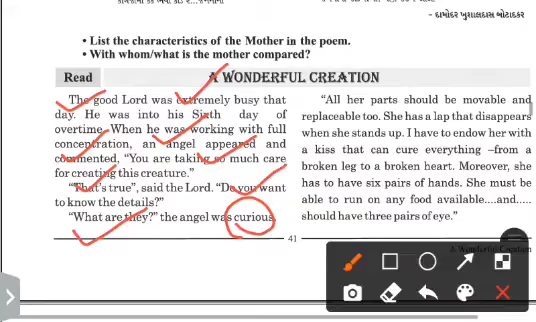 - દામોદર ખુશાલદાસ બોટાદકર
• List the characteristics of the Mother in the poem.
• With whom/what is the mother compared?
Read
A WONDERFUL CREATION
The good Lord was extremely busy that
day. He was into his Sixth day of
overtime. When he was working with full
concentration, an angel appeared and
commented, “You are taking so much care
for creating this creature.”
“That’s true”, said the Lord. “Do you want
to know the details?”
“What are they?” the angel was curious.
“All her parts should be movable and
replaceable too. She has a lap that disappears
when she stands up. I have to endow her with
a kiss that can cure everything –from a
broken leg to a broken heart. Moreover, she
has to have six pairs of hands. She must be
able to run on any food available....and.....
should have three pairs of eye.”
41
A Wonderful Creation